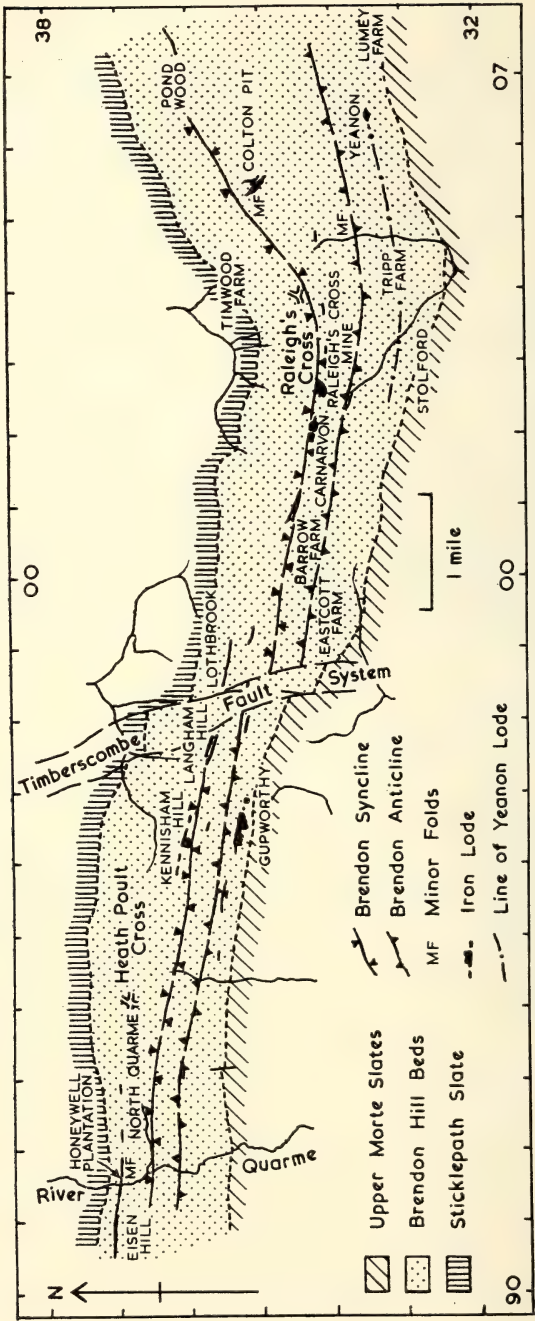 38
32
90
00
07
00
N
HONEYWELL
PLANTATION
EISEN
HILL
MF
NORTH QUARME
Heath Poult
Cross
River
Quarme
Timberscombe
Fault
System
KENNISHAM
HILL
LANGHAM
HILL
LOTHBROOK
GUPWORTHY
EASTCOTT
FARM
BARROW
FARM
CARNARVON
RALEIGH'S CROSS
MINE
Raleigh's
Cross
TIMWOOD
FARM
POND
WOOD
MF
COLTON PIT
MF
YEANON
LUMEY
FARM
TRIPP
FARM
STOLFORD
1 mile
Upper Morte Slates
Brendon Hill Beds
Sticklepath Slate
Brendon Syncline
Brendon Anticline
MF Minor Folds
Iron Lode
Line of Yeanon Lode